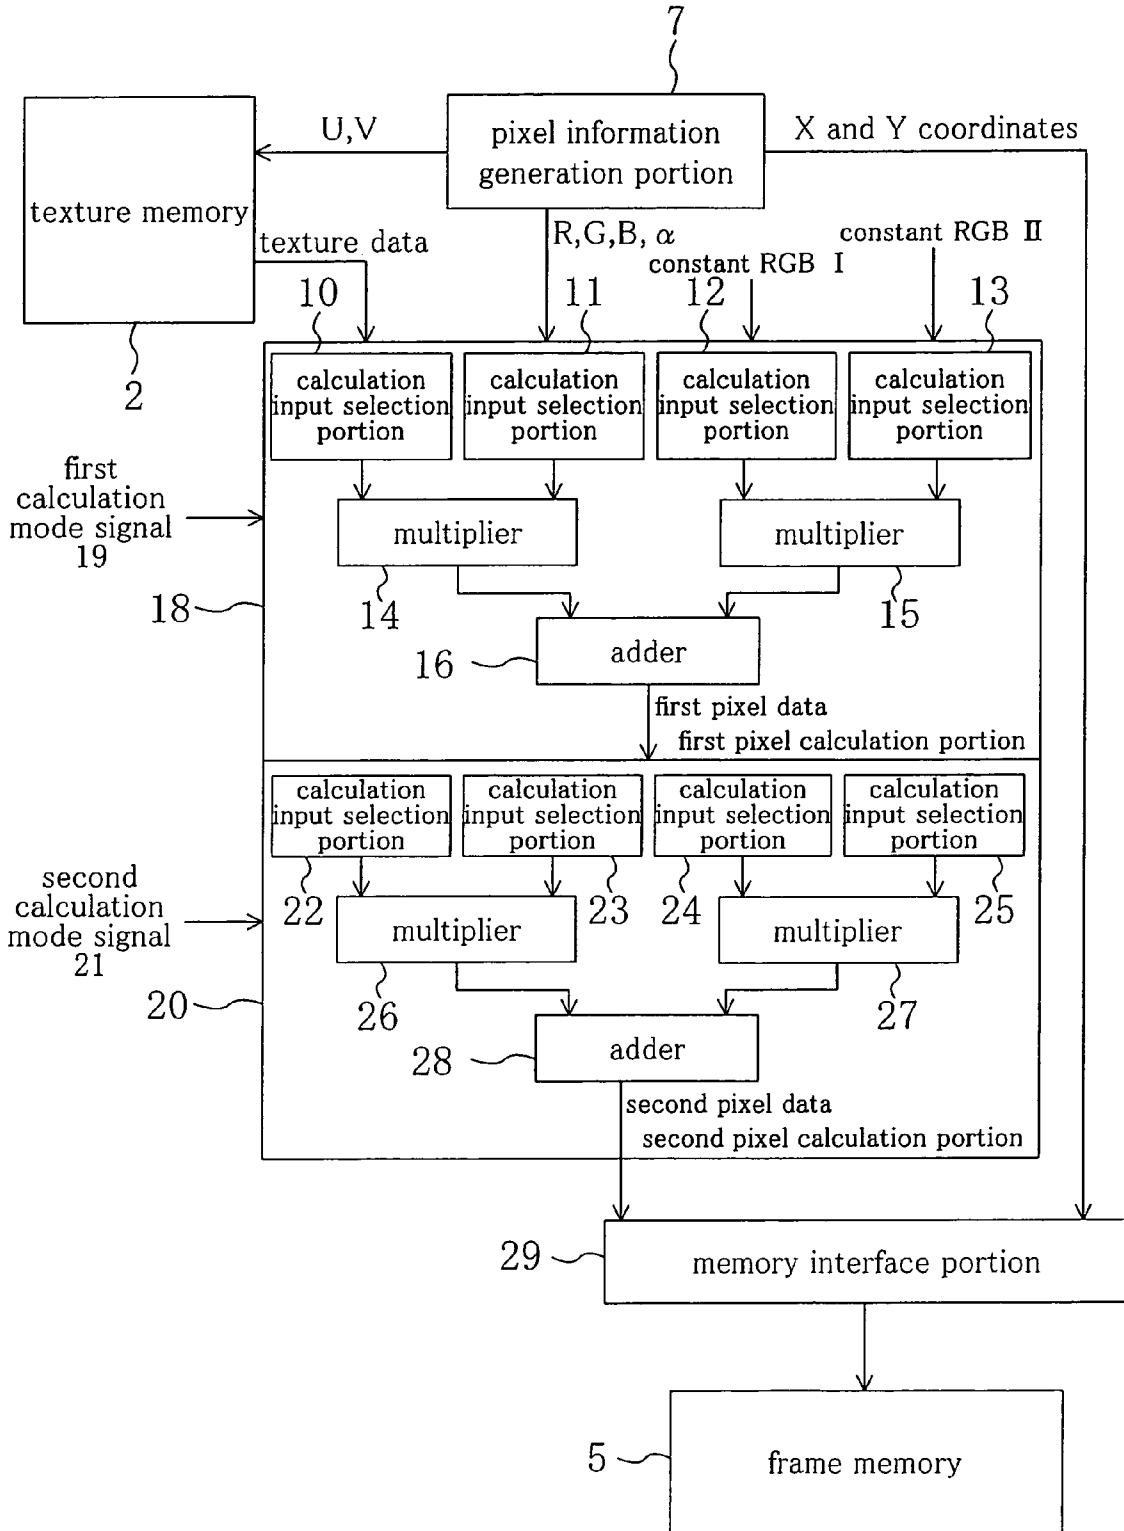 7
pixel information
generation portion
U,V
X and Y coordinates
texture memory
texture data
R,G,B, α
constant RGB I
constant RGB II
2
10
11
12
13
calculation
input selection
portion
calculation
input selection
portion
calculation
input selection
portion
calculation
input selection
portion
first
calculation
mode signal
19
multiplier
multiplier
14
15
18
adder
16
first pixel data
first pixel calculation portion
calculation
input selection
portion
calculation
input selection
portion
calculation
input selection
portion
calculation
input selection
portion
22
23
24
25
second
calculation
mode signal
21
multiplier
multiplier
26
27
20
adder
28
second pixel data
second pixel calculation portion
29
memory interface portion
5
frame memory